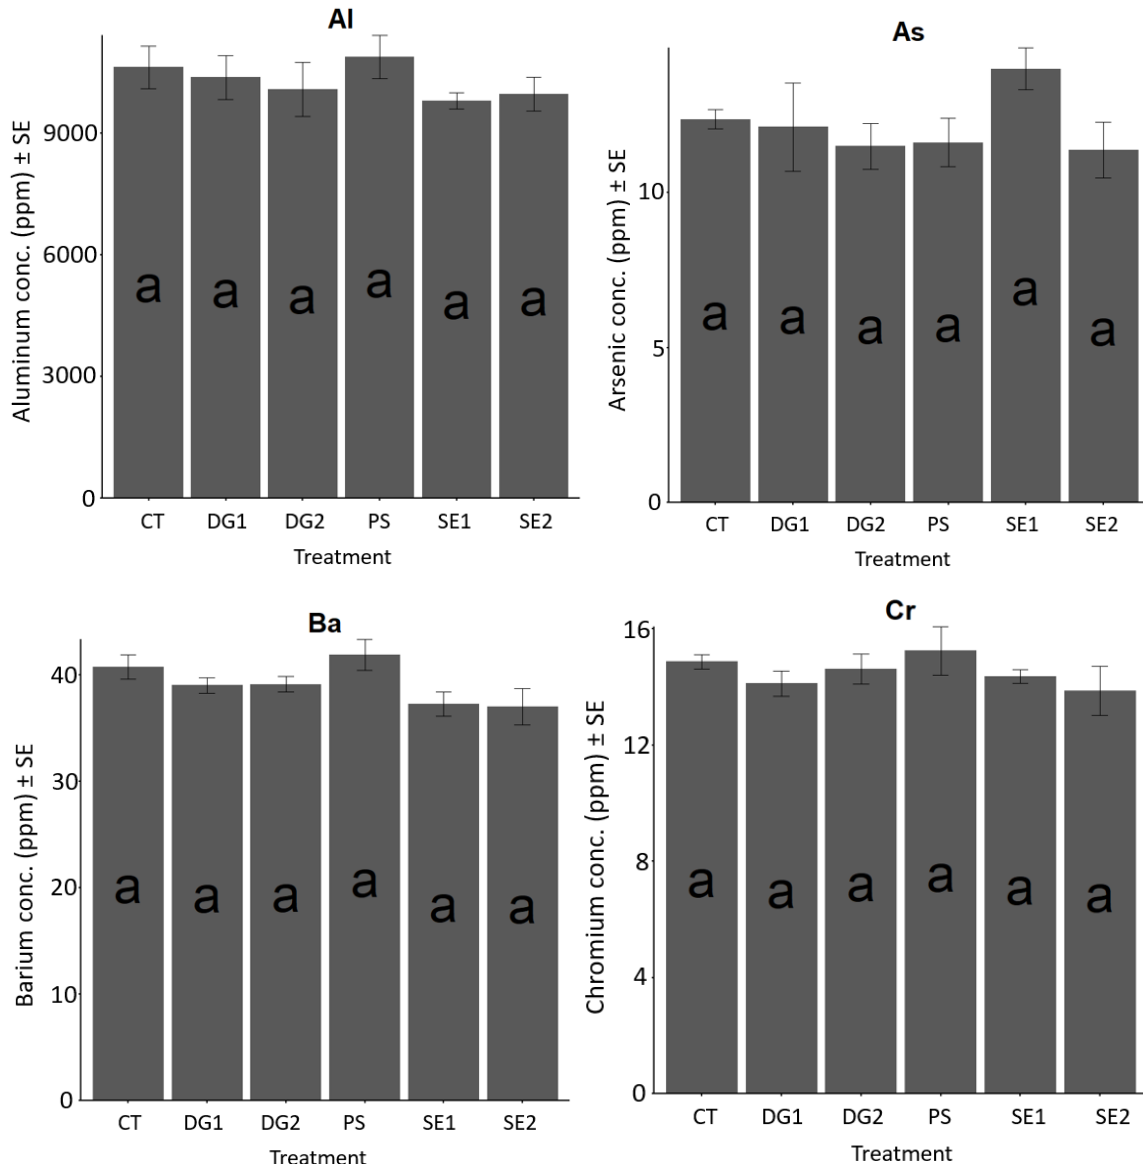 Al
Aluminum conc. (ppm) ± SE
9000
6000
3000
0
a a a a a a
CT DG1 DG2 PS SE1 SE2
Treatment
As
Arsenic conc. (ppm) ± SE
10
5
0
a a a a a a
CT DG1 DG2 PS SE1 SE2
Treatment
Ba
Barium conc. (ppm) ± SE
40
30
20
10
0
a a a a a a
CT DG1 DG2 PS SE1 SE2
Treatment
Cr
Chromium conc. (ppm) ± SE
16
12
8
4
0
a a a a a a
CT DG1 DG2 PS SE1 SE2
Treatment